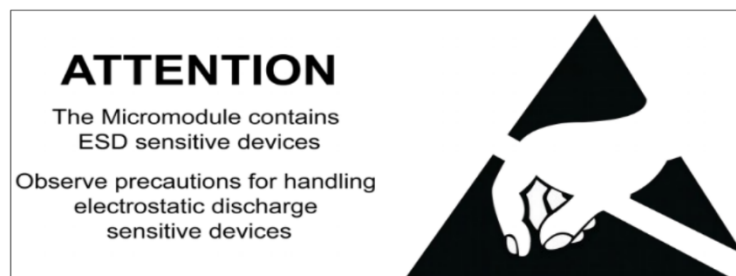 ATTENTION
The Micromodule contains
ESD sensitive devices
Observe precautions for handling
electrostatic discharge
sensitive devices